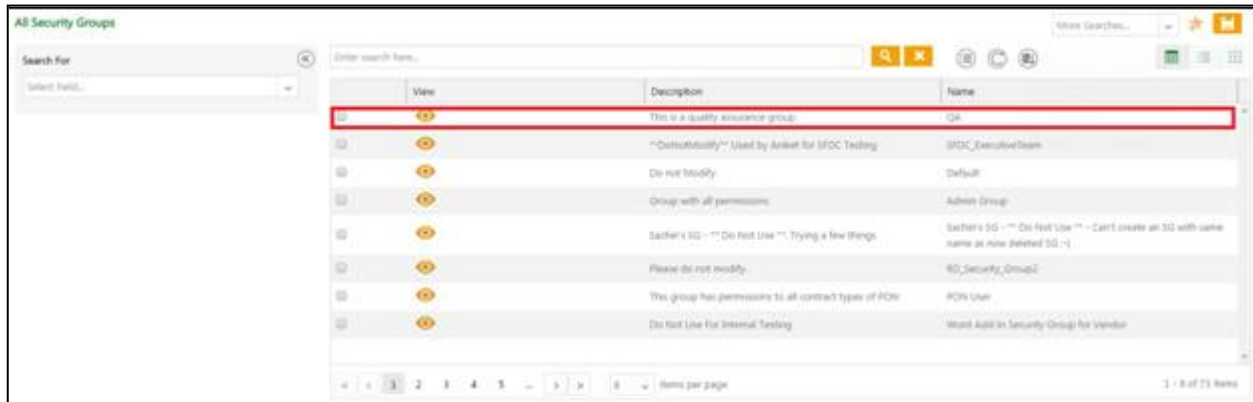 All Security Groups
More Searches...
Search For
Enter search here...
Select Field...
View Description Name
This is a quality assurance group. QA
**DoNotModify** Used by Aniket for SFDC Testing SFDC_ExecutiveTeam
Do not Modify Default
Group with all permissions Admin Group
Sacher's SG - ** Do Not Use **. Trying a few things
Sacher's SG - ** Do Not Use ** - Can't create an SG with same
name as now deleted SG :-(
Please do not modify. RD_Security_Group2
This group has permissions to all contract types of PON PON User
Do Not Use For Internal Testing Word Add In Security Group for Vendor
1 2 3 4 5 ... 8 items per page 1 - 8 of 73 items